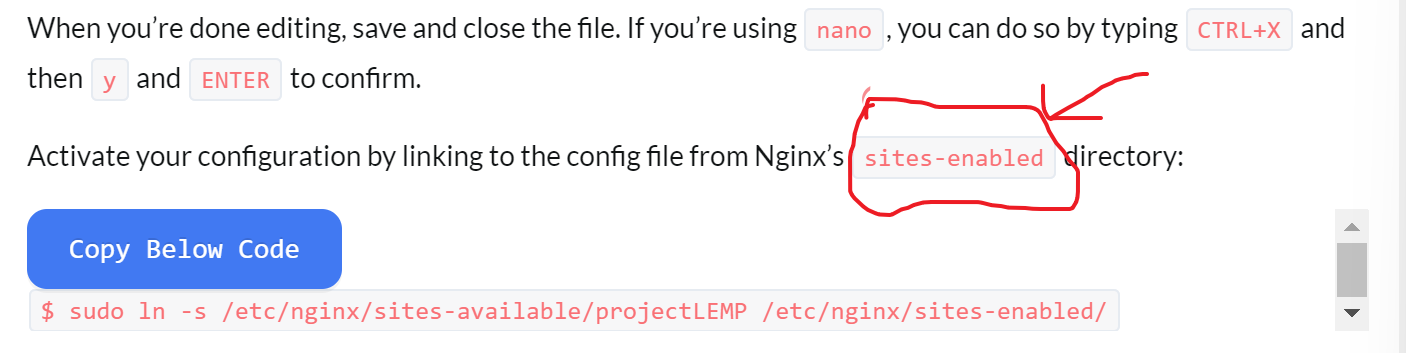 When you’re done editing, save and close the file. If you’re using nano , you can do so by typing CTRL+X and
then y and ENTER to confirm.
Activate your configuration by linking to the config file from Nginx’s sites-enabled directory:
Copy Below Code
$ sudo ln -s /etc/nginx/sites-available/projectLEMP /etc/nginx/sites-enabled/